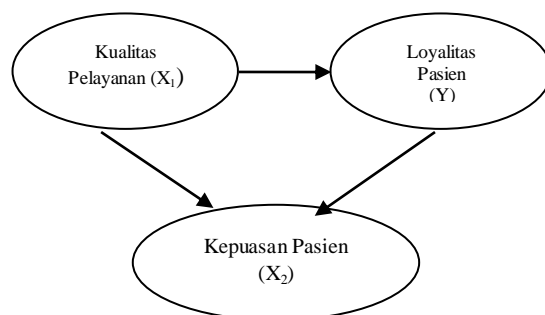 Kualitas
Pelayanan (X₁)
Loyalitas
Pasien
(Y)
Kepuasan Pasien
(X₂)